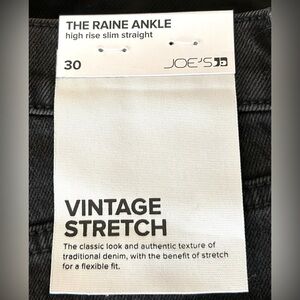 THE RAINE ANKLE
high rise slim straight
30
JOE'S
VINTAGE
STRETCH
The classic look and authentic texture of
traditional denim, with the benefit of stretch
for a flexible fit.